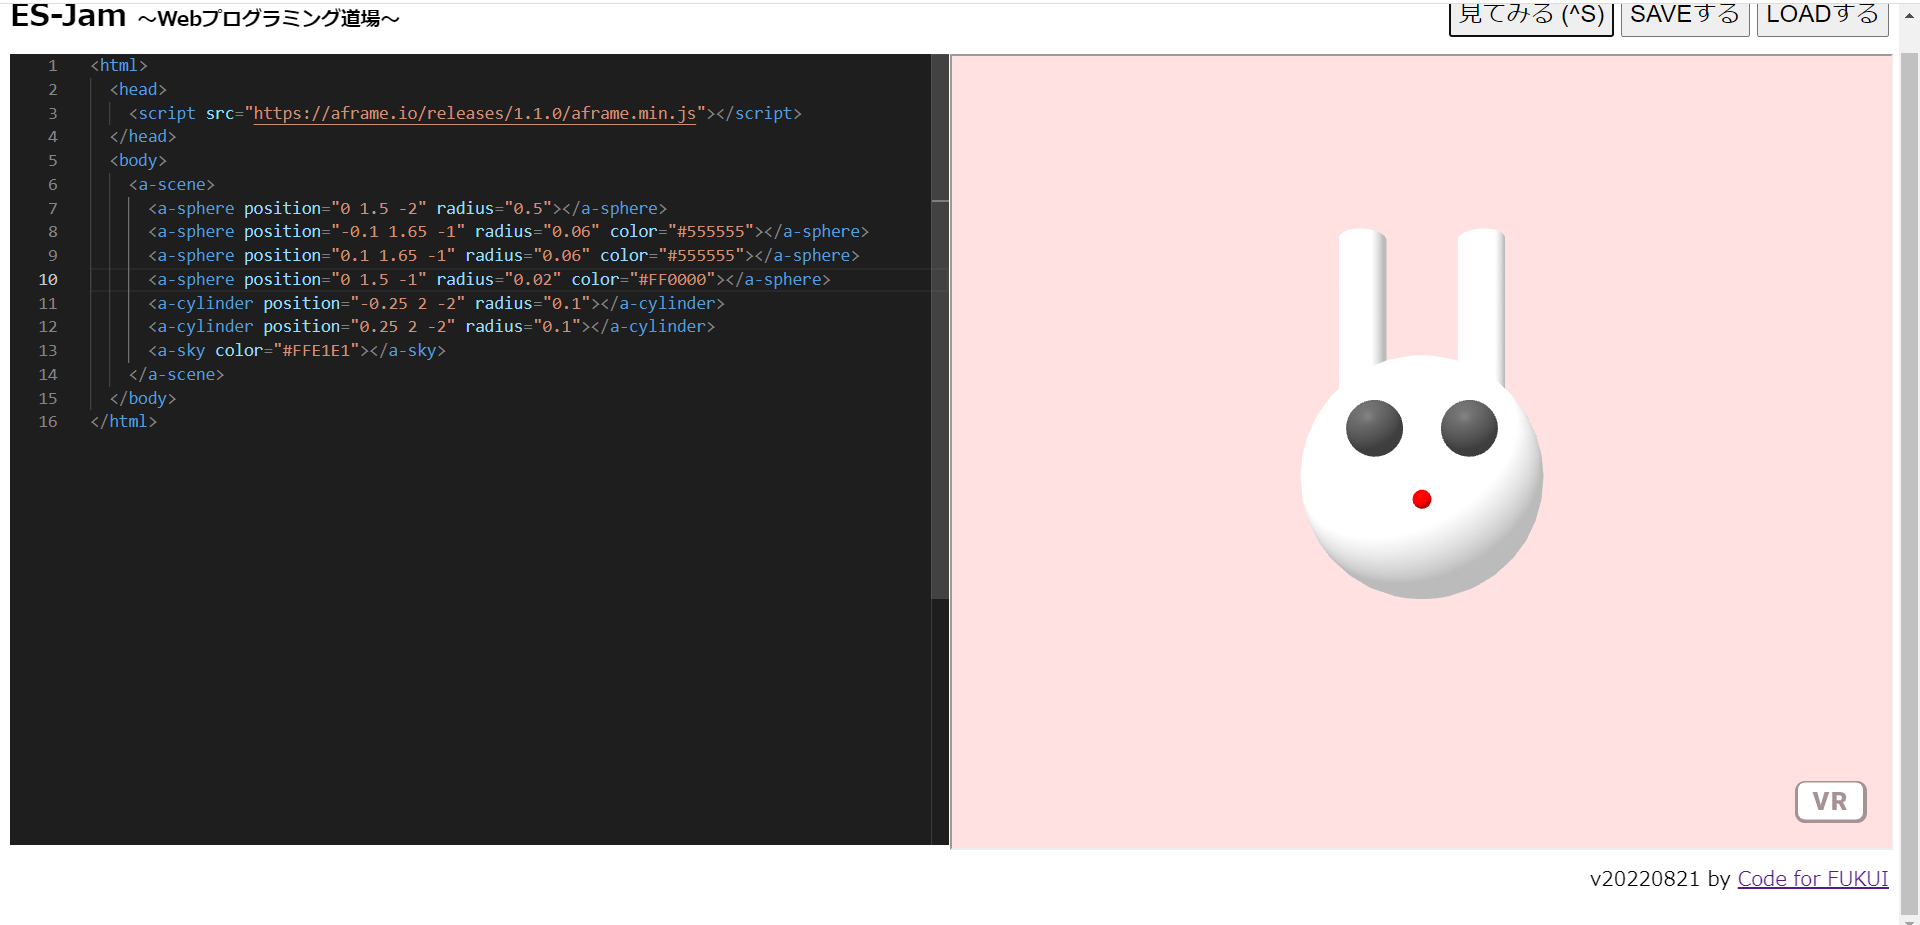 ES-Jam ～Webプログラミング道場～
見てみる (^S) SAVEする LOADする
1 <html>
2 <head>
3 <script src="https://aframe.io/releases/1.1.0/aframe.min.js"></script>
4 </head>
5 <body>
6 <a-scene>
7 <a-sphere position="0 1.5 -2" radius="0.5"></a-sphere>
8 <a-sphere position="-0.1 1.65 -1" radius="0.06" color="#555555"></a-sphere>
9 <a-sphere position="0.1 1.65 -1" radius="0.06" color="#555555"></a-sphere>
10 <a-sphere position="0 1.5 -1" radius="0.02" color="#FF0000"></a-sphere>
11 <a-cylinder position="-0.25 2 -2" radius="0.1"></a-cylinder>
12 <a-cylinder position="0.25 2 -2" radius="0.1"></a-cylinder>
13 <a-sky color="#FFE1E1"></a-sky>
14 </a-scene>
15 </body>
16 </html>
VR
v20220821 by Code for FUKUI